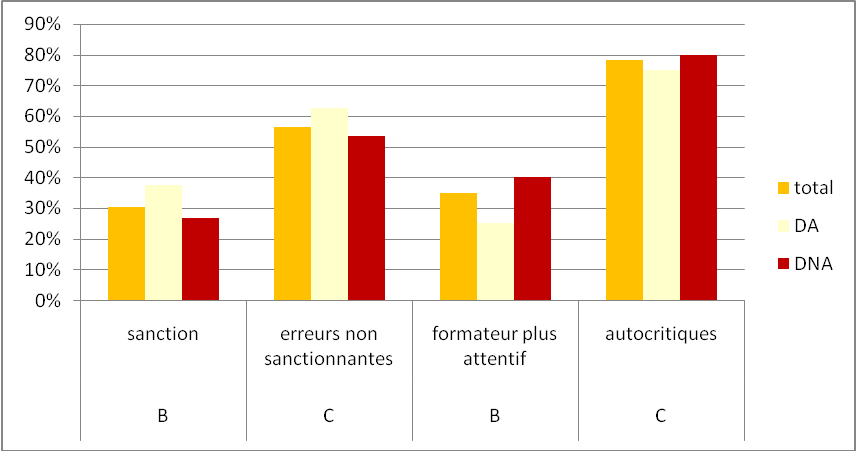 90%
80%
70%
60%
50%
40%
30%
20%
10%
0%
sanction
erreurs non
sanctionnantes
formateur plus
attentif
autocritiques
B
C
B
C
total
DA
DNA